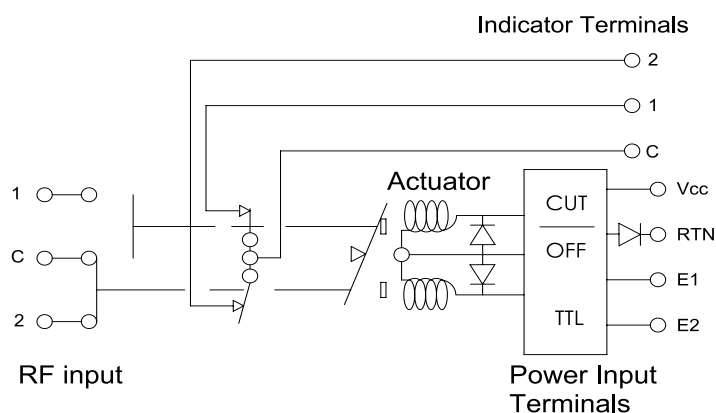 Indicator Terminals
2
1
C
Actuator
1
C
2
RF input
CUT
OFF
TTL
Vcc
RTN
E1
E2
Power Input
Terminals